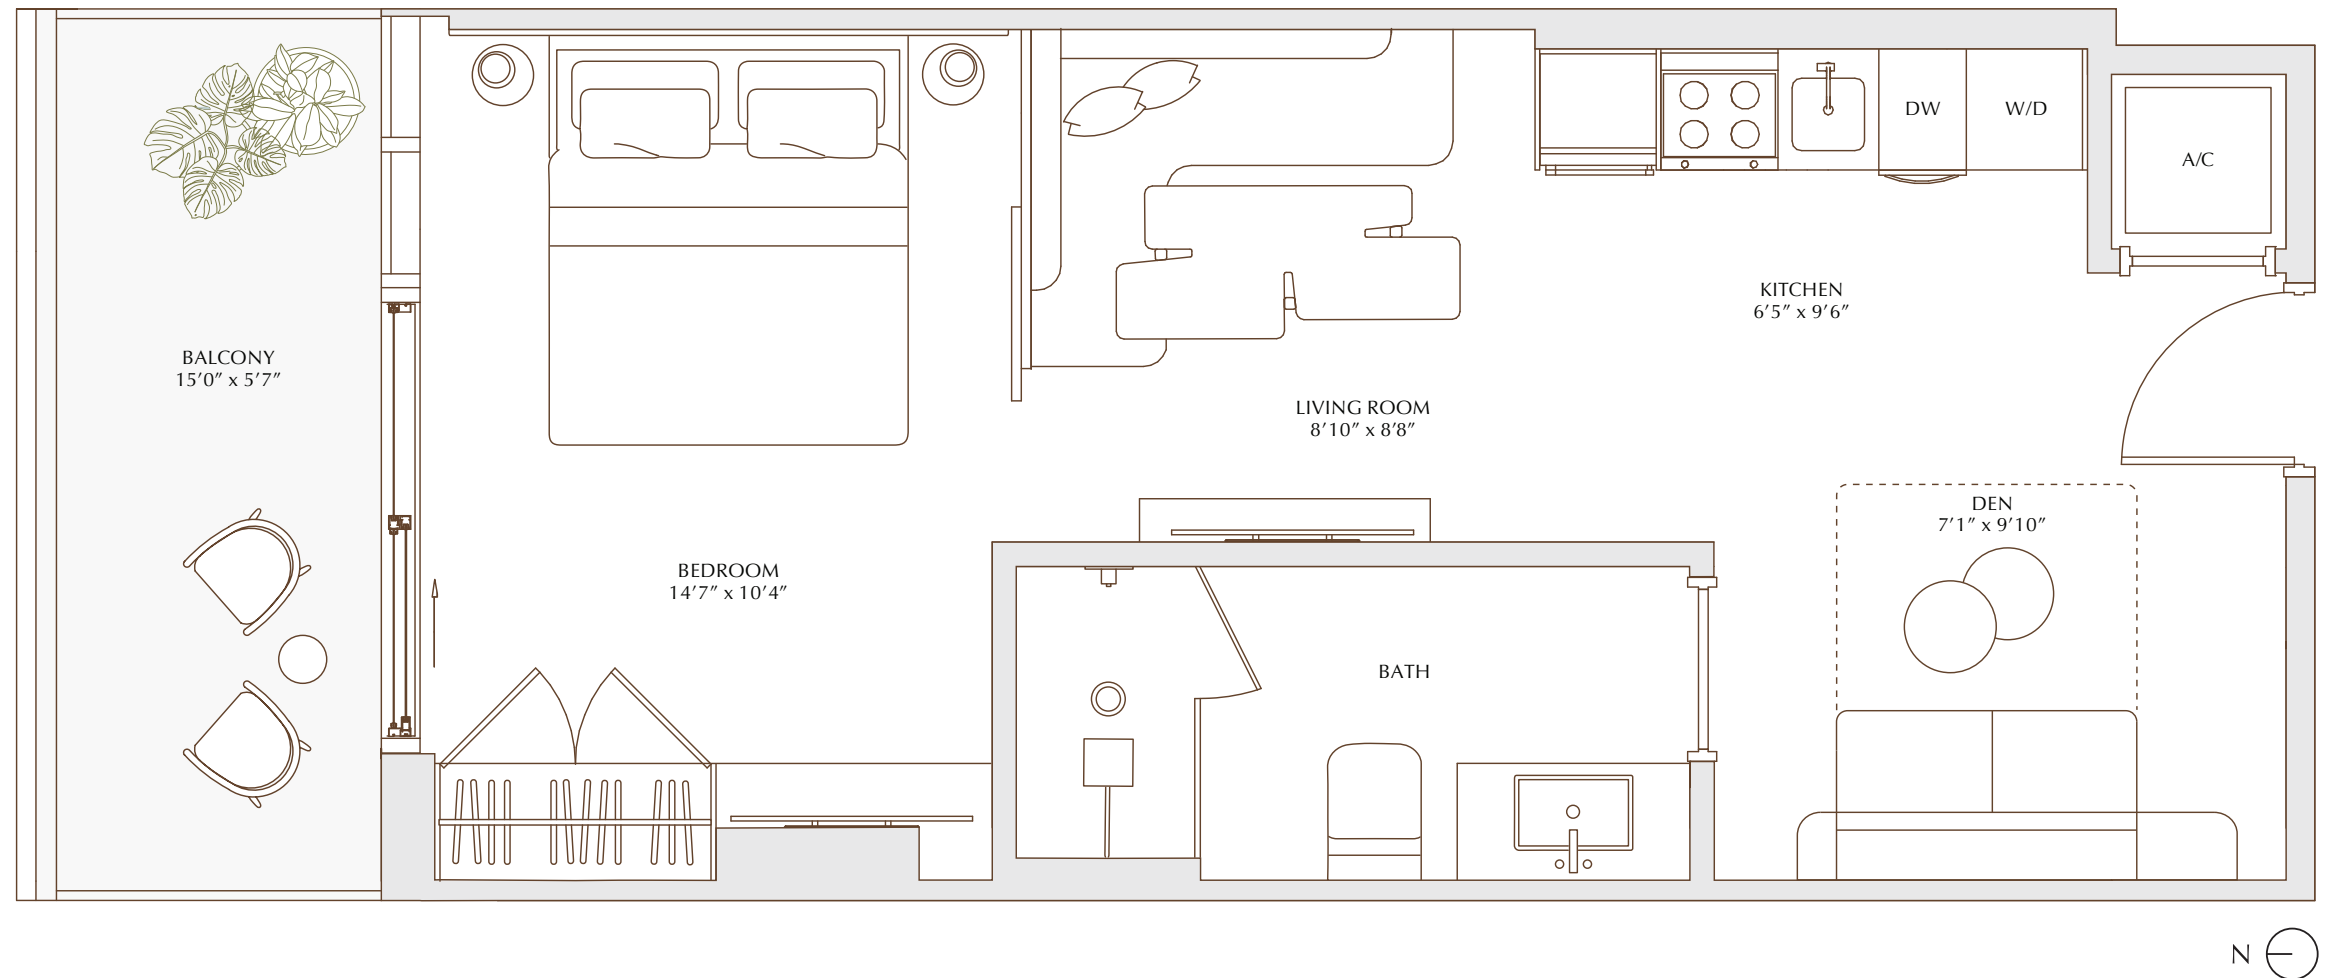 DW
W/D
A/C
KITCHEN
6'5" x 9'6"
BALCONY
15'0" x 5'7"
LIVING ROOM
8'10" x 8'8"
DEN
7'1" x 9'10"
BEDROOM
14'7" x 10'4"
BATH
N